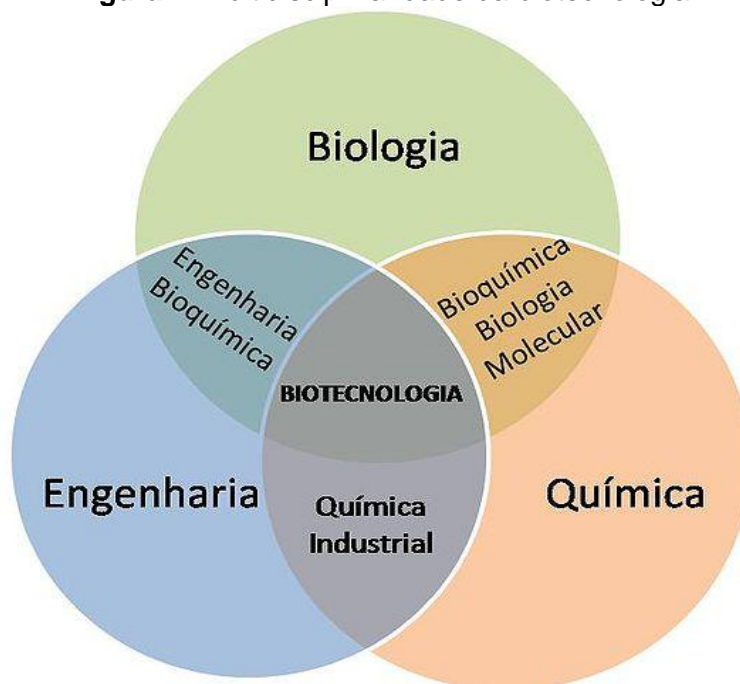 Biologia
Engenharia
Bioquímica
Bioquímica
Biologia
Molecular
BIOTECNOLOGIA
Engenharia
Química
Química
Industrial